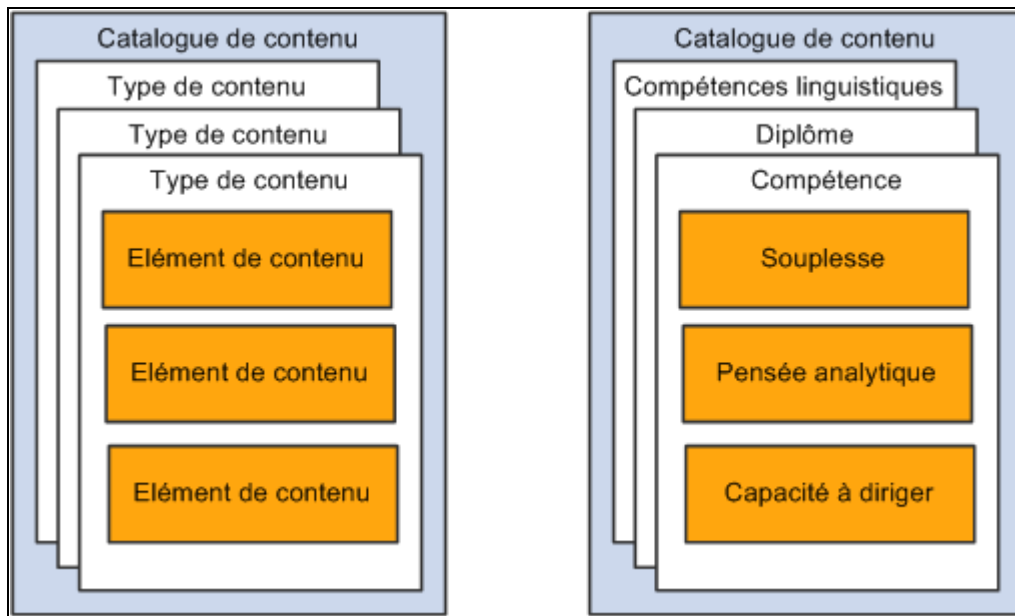 Catalogue de contenu
Type de contenu
Type de contenu
Type de contenu
Elément de contenu
Elément de contenu
Elément de contenu
Catalogue de contenu
Compétences linguistiques
Diplôme
Compétence
Souplesse
Pensée analytique
Capacité à diriger